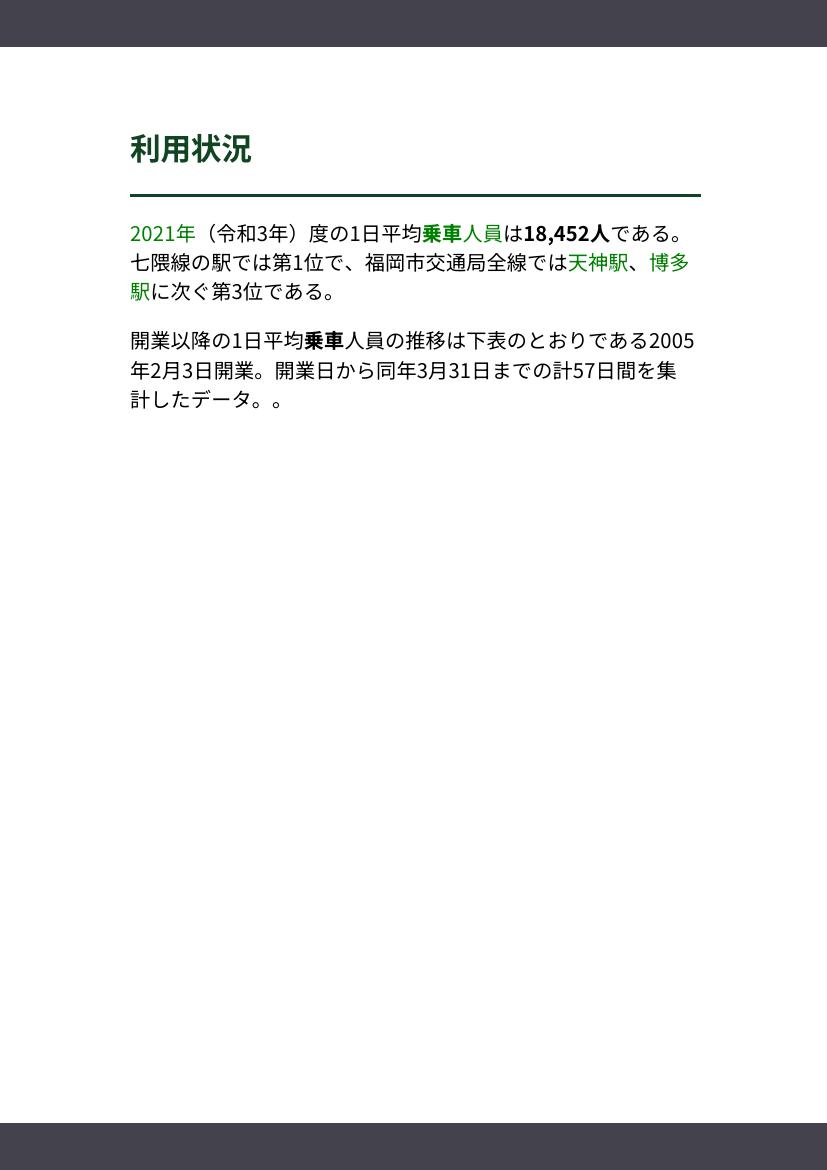 利用状況
2021年（令和3年）度の1日平均乗車人員は18,452人である。
七隈線の駅では第1位で、福岡市交通局全線では天神駅、博多
駅に次ぐ第3位である。
開業以降の1日平均乗車人員の推移は下表のとおりである2005
年2月3日開業。開業日から同年3月31日までの計57日間を集
計したデータ。。